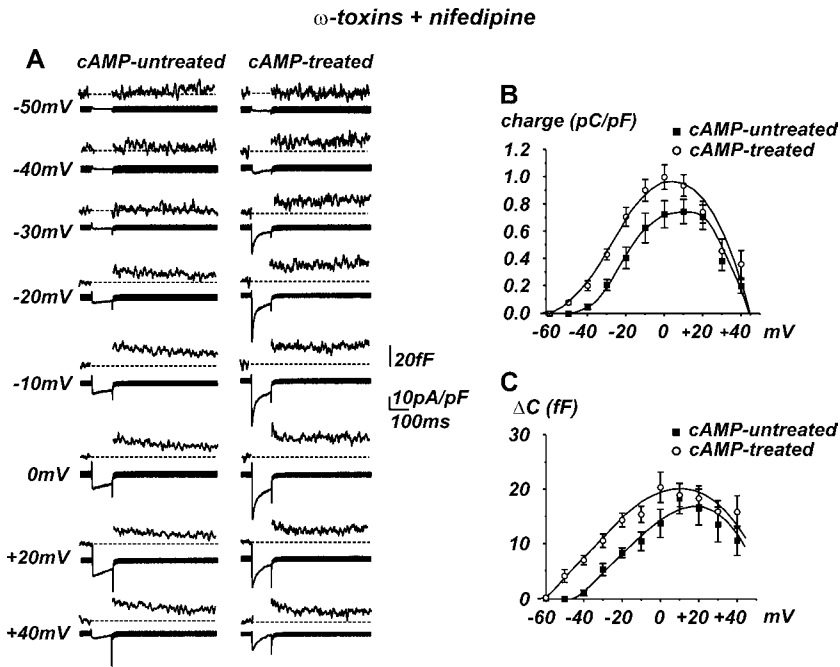 ω-toxins + nifedipine
A
cAMP-untreated cAMP-treated
-50mV
-40mV
-30mV
-20mV
-10mV
0mV
+20mV
+40mV
20fF
10pA/pF
100ms
B
charge (pC/pF)
cAMP-untreated
cAMP-treated
1.2
1.0
0.8
0.6
0.4
0.2
0.0
-60 -40 -20 0 +20 +40 mV
C
ΔC (fF)
cAMP-untreated
cAMP-treated
30
20
10
0
-60 -40 -20 0 +20 +40 mV